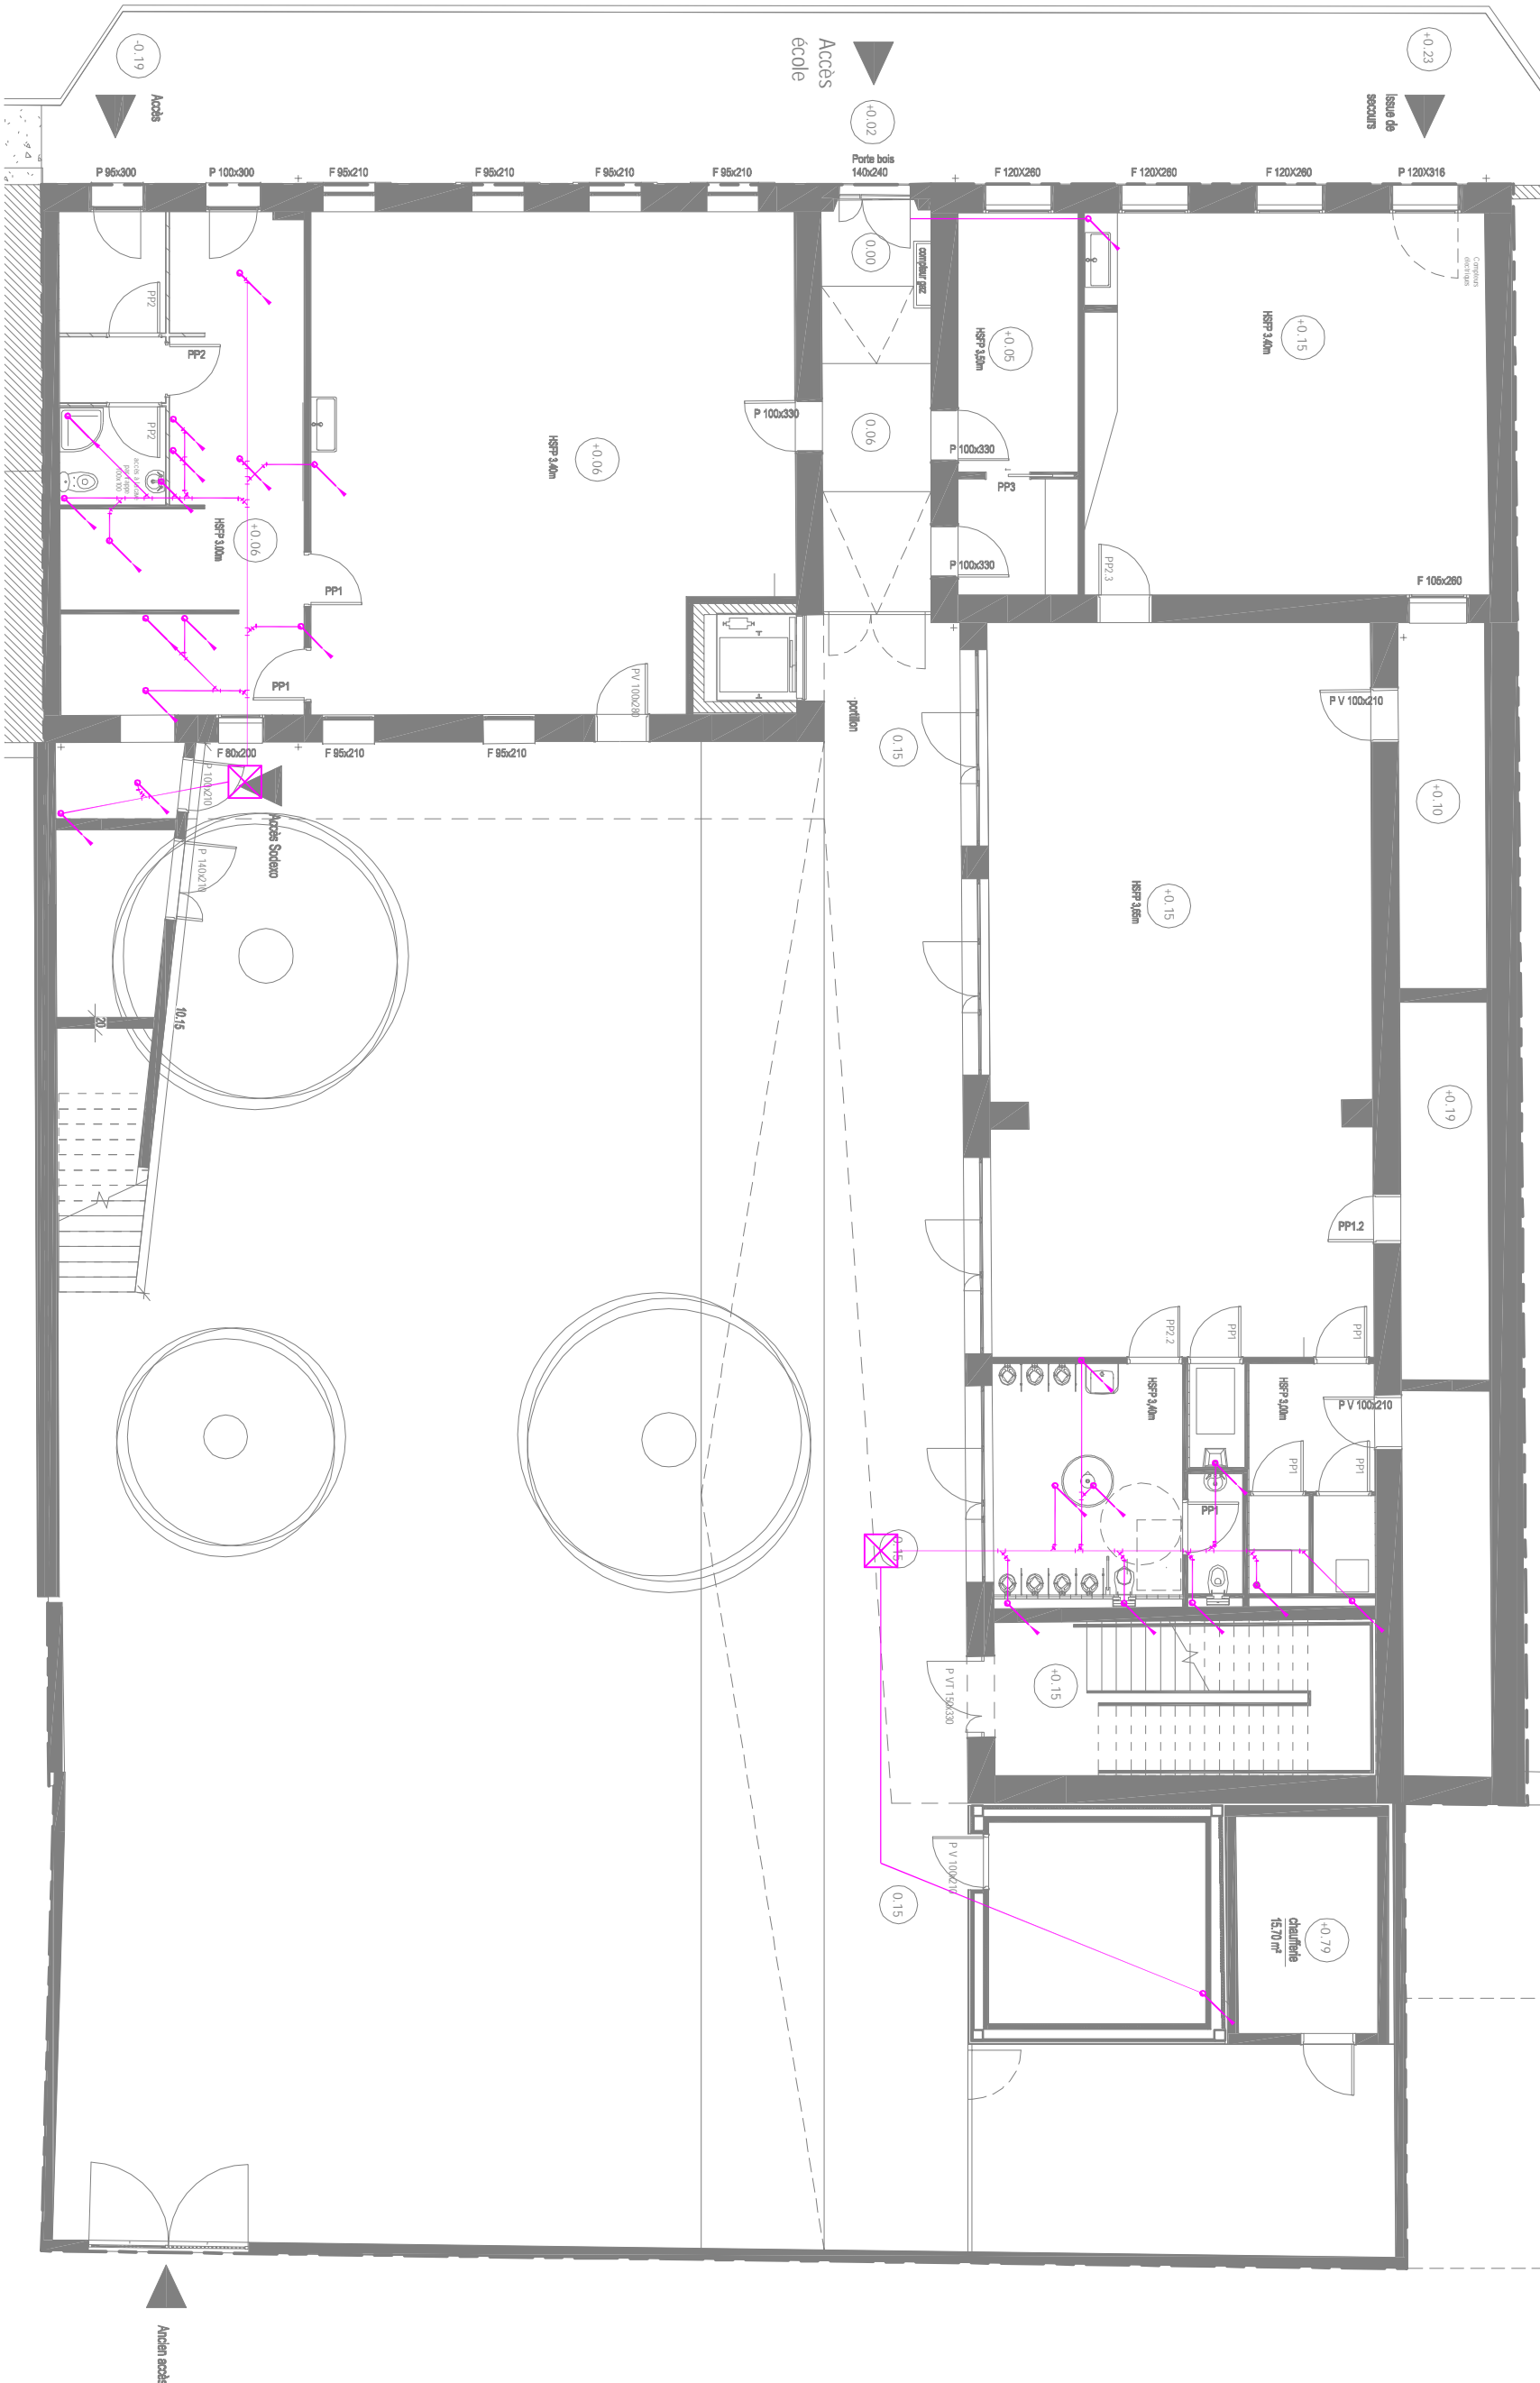 -0.19
Accès
Accès
école
+0.02
+0.23
Issue de
secours
Porte bois
140x240
P 95x300
P 100x300
F 95x210
F 95x210
F 95x210
F 95x210
F 120X260
F 120X260
F 120X260
P 120X316
0.00
compteur gaz
Compteurs
électriques
PP2
PP2
PP2
+0.05
HSFP 3,50m
+0.15
HSFP 3.40m
P 100x330
0.06
P 100x330
+0.06
HSFP 3.40m
PP3
P 100x330
PP2.3
F 105x260
+0.06
HSFP 3.00m
PP1
PP1
PV 100x280
portillon
0.15
P V 100x210
F 80x200
F 95x210
F 95x210
P 100x210
Accès Sodexo
P 140x210
+0.10
+0.15
HSFP 3,65m
10.15
20
+0.19
PP1.2
PP2.2
PP1
PP1
HSFP 3,40m
HSFP 3,00m
P V 100x210
PP1
PP1
PP1
0.15
+0.15
P VT 150x330
P V 100x210
0.15
+0.79
chaufferie
15.70 m²
Ancien accès